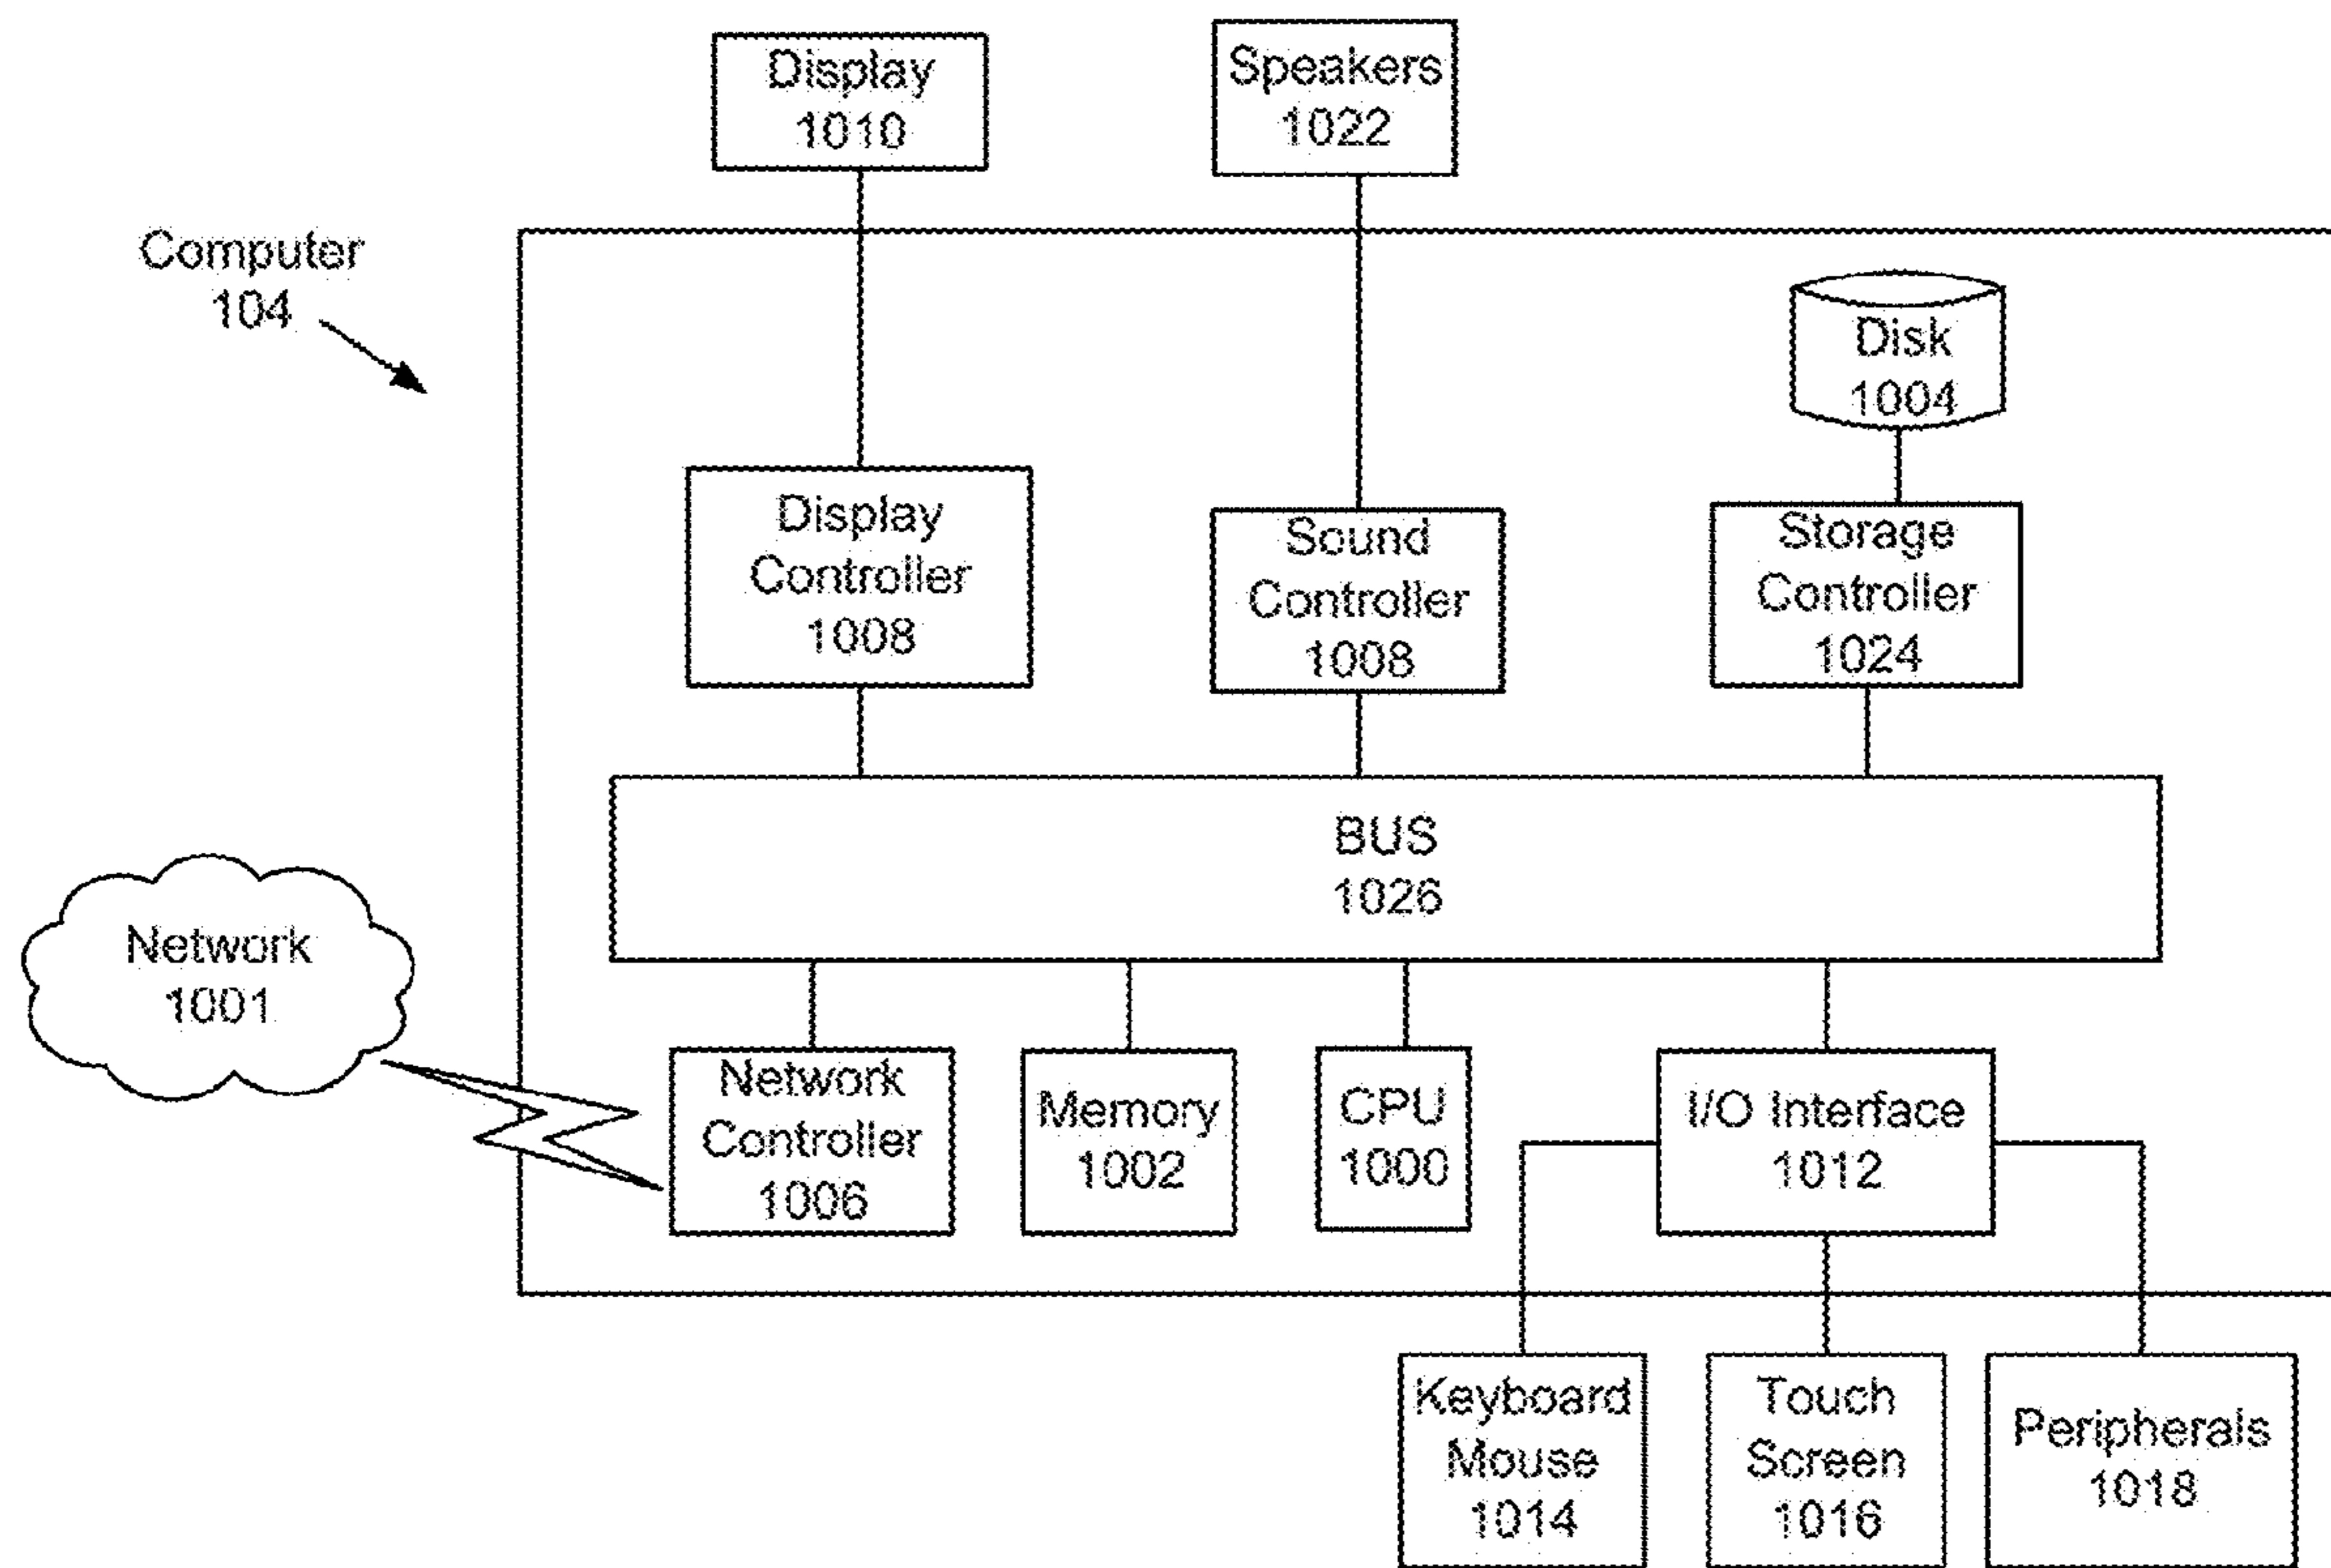 Display
1010
Speakers
1022
Computer
104
Disk
1004
Display
Controller
1008
Sound
Controller
1008
Storage
Controller
1024
BUS
1026
Network
1001
Network
Controller
1006
Memory
1002
CPU
1000
I/O Interface
1012
Keyboard
Mouse
1014
Touch
Screen
1016
Peripherals
1018